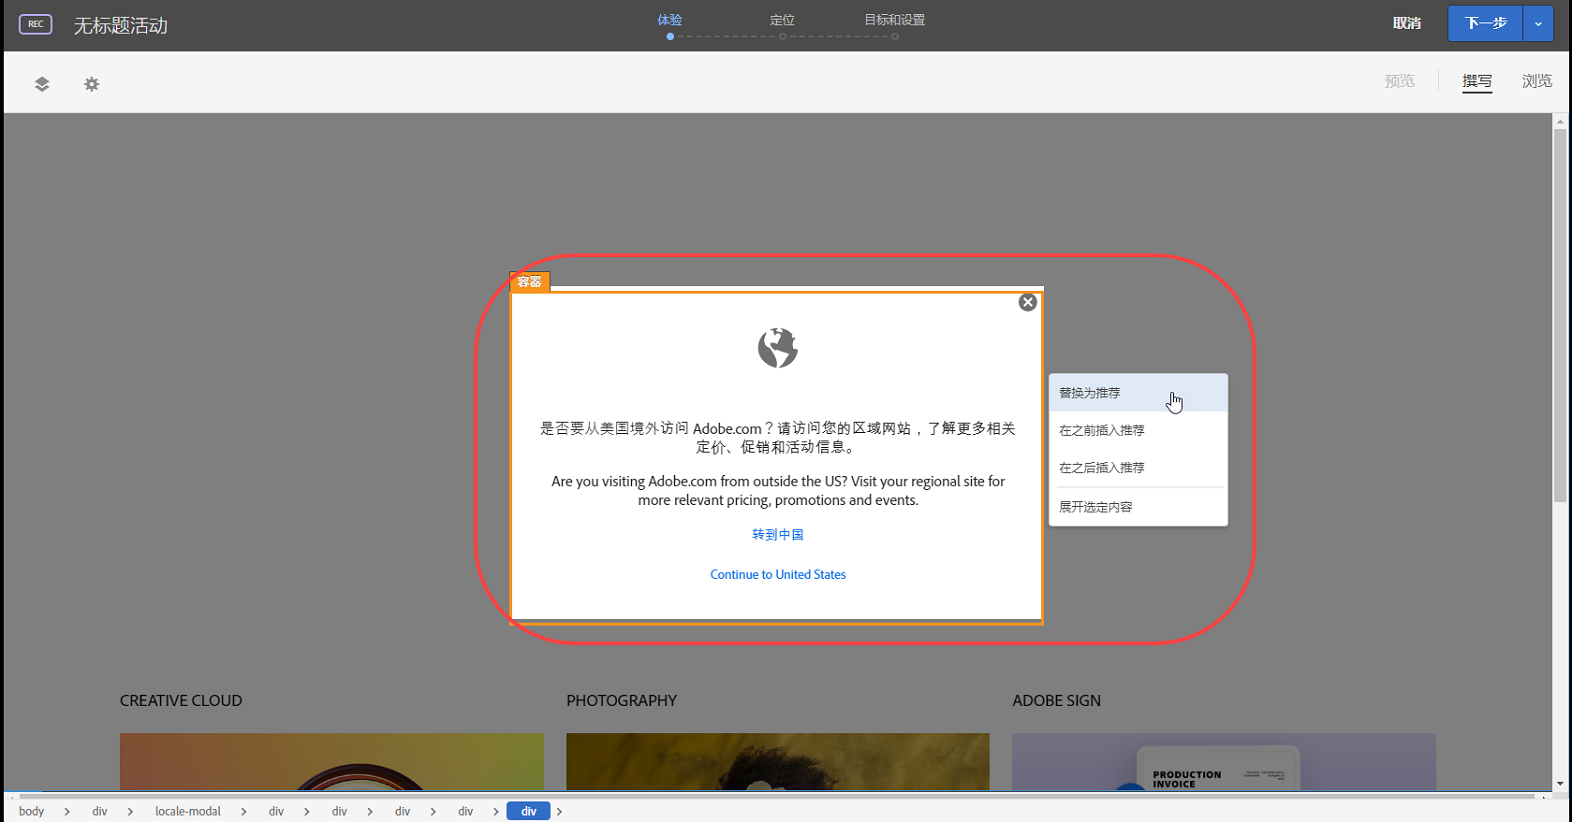 REC
无标题活动
体验
定位
目标和设置
取消
下一步
预览
撰写
浏览
容器
是否要从美国境外访问 Adobe.com？请访问您的区域网站，了解更多相关
定价、促销和活动信息。
Are you visiting Adobe.com from outside the US? Visit your regional site for
more relevant pricing, promotions and events.
转到中国
Continue to United States
替换为推荐
在之前插入推荐
在之后插入推荐
展开选定内容
CREATIVE CLOUD
PHOTOGRAPHY
ADOBE SIGN
PRODUCTION
INVOICE
body > div > locale-modal > div > div > div > div > div >